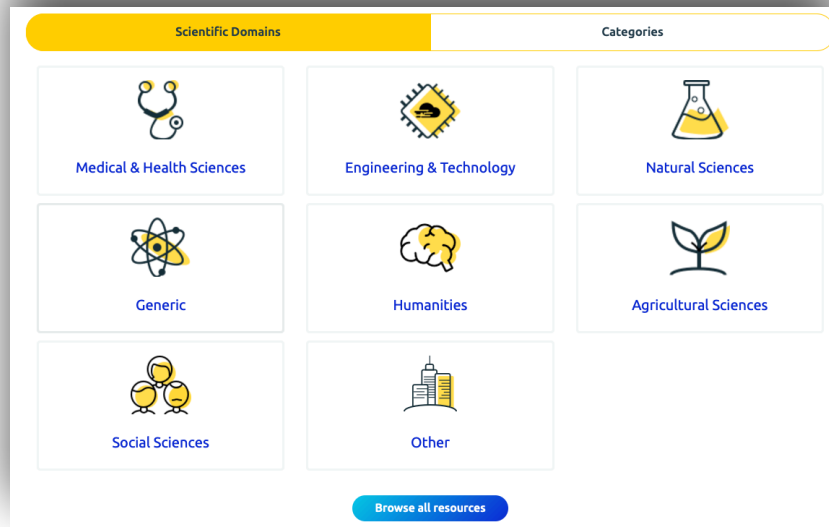 Scientific Domains
Categories
Medical & Health Sciences
Engineering & Technology
Natural Sciences
Generic
Humanities
Agricultural Sciences
Social Sciences
Other
Browse all resources